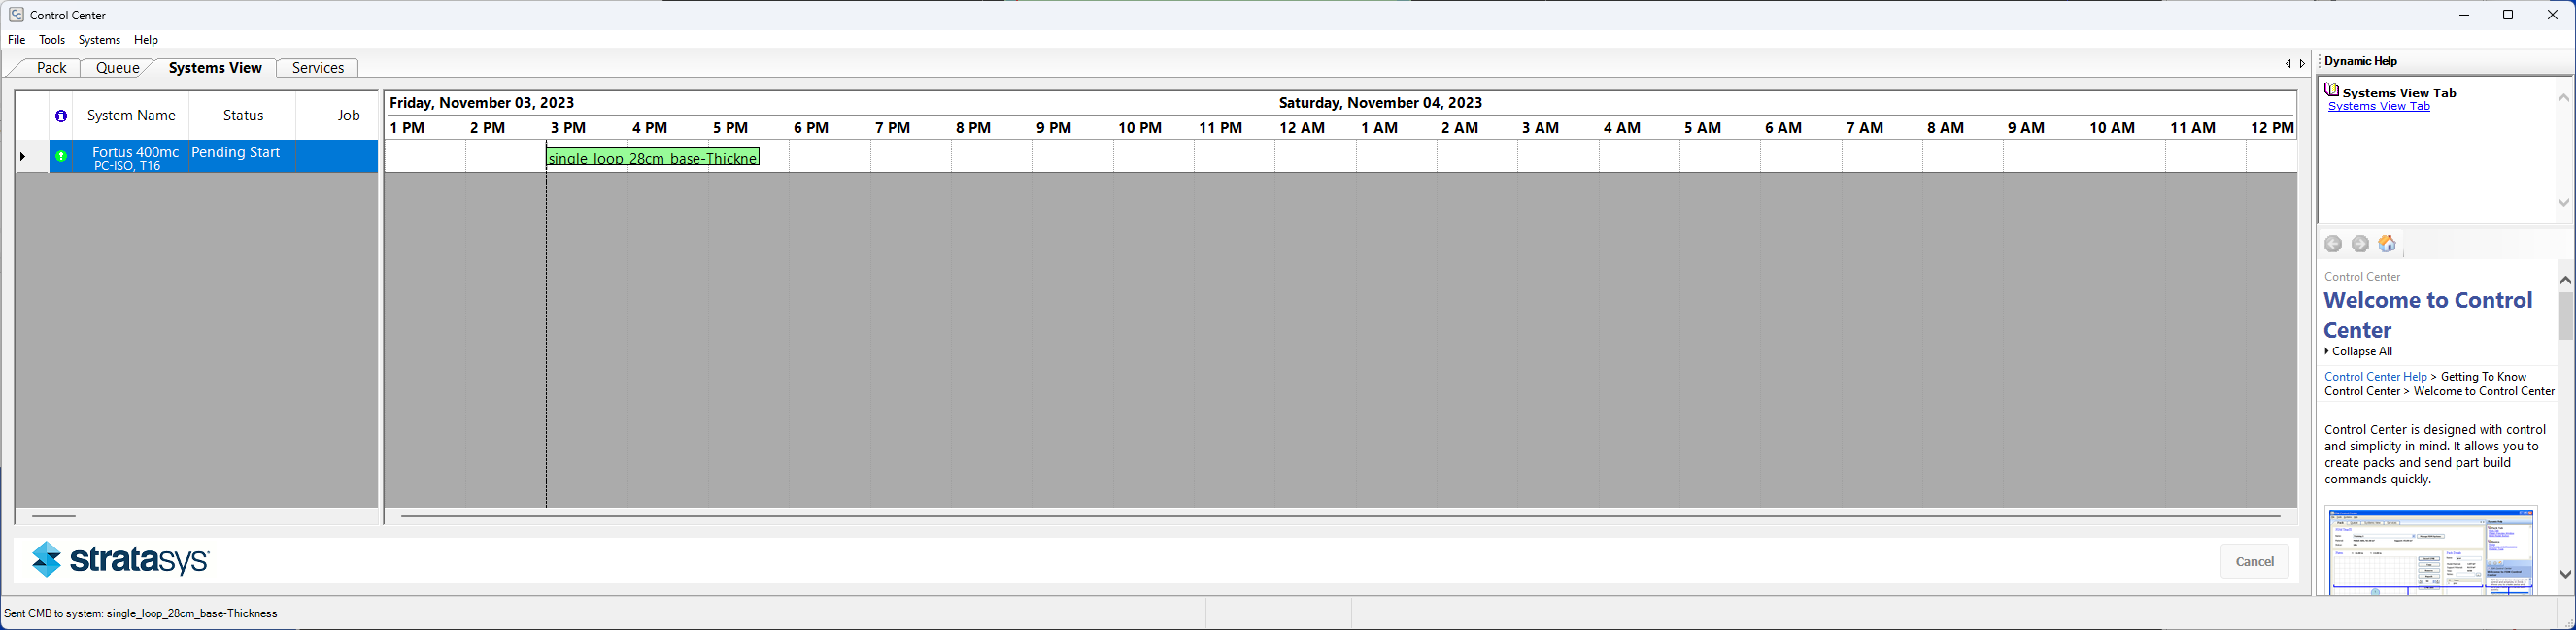 Control Center
File Tools Systems Help
Pack Queue Systems View Services
System Name Status Job
Fortus 400mc Pending Start
PC-ISO, T16
Friday, November 03, 2023 Saturday, November 04, 2023
1 PM 2 PM 3 PM 4 PM 5 PM 6 PM 7 PM 8 PM 9 PM 10 PM 11 PM 12 AM 1 AM 2 AM 3 AM 4 AM 5 AM 6 AM 7 AM 8 AM 9 AM 10 AM 11 AM 12 PM
single_loop_28cm_base-Thickne
stratasys
Cancel
Sent CMB to system: single_loop_28cm_base-Thickness
Dynamic Help
Systems View Tab
Systems View Tab
Control Center
Welcome to Control
Center
Collapse All
Control Center Help > Getting To Know
Control Center > Welcome to Control Center
Control Center is designed with control
and simplicity in mind. It allows you to
create packs and send part build
commands quickly.